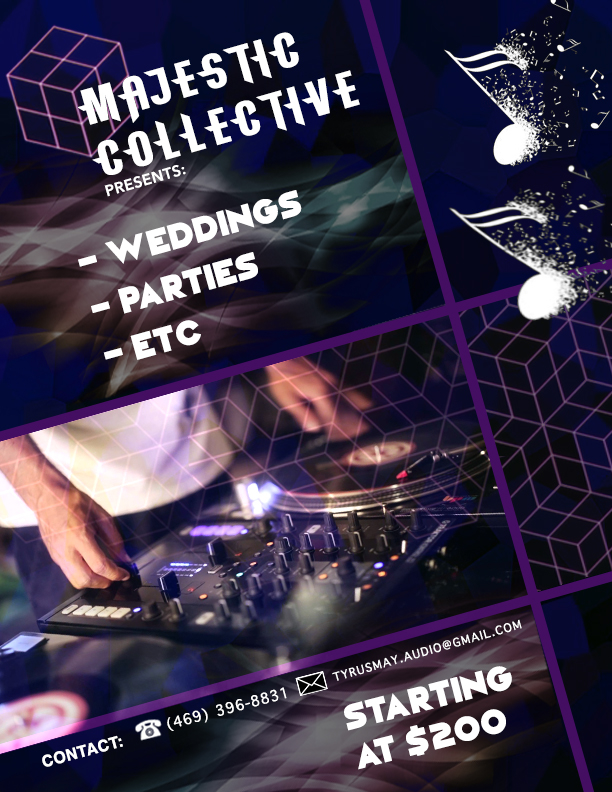 MAJESTIC
COLLECTIVE
PRESENTS:
- WEDDINGS
- PARTIES
- ETC
CONTACT: (469) 396-8831 TYRUSMAY.AUDIO@GMAIL.COM
STARTING
AT $200